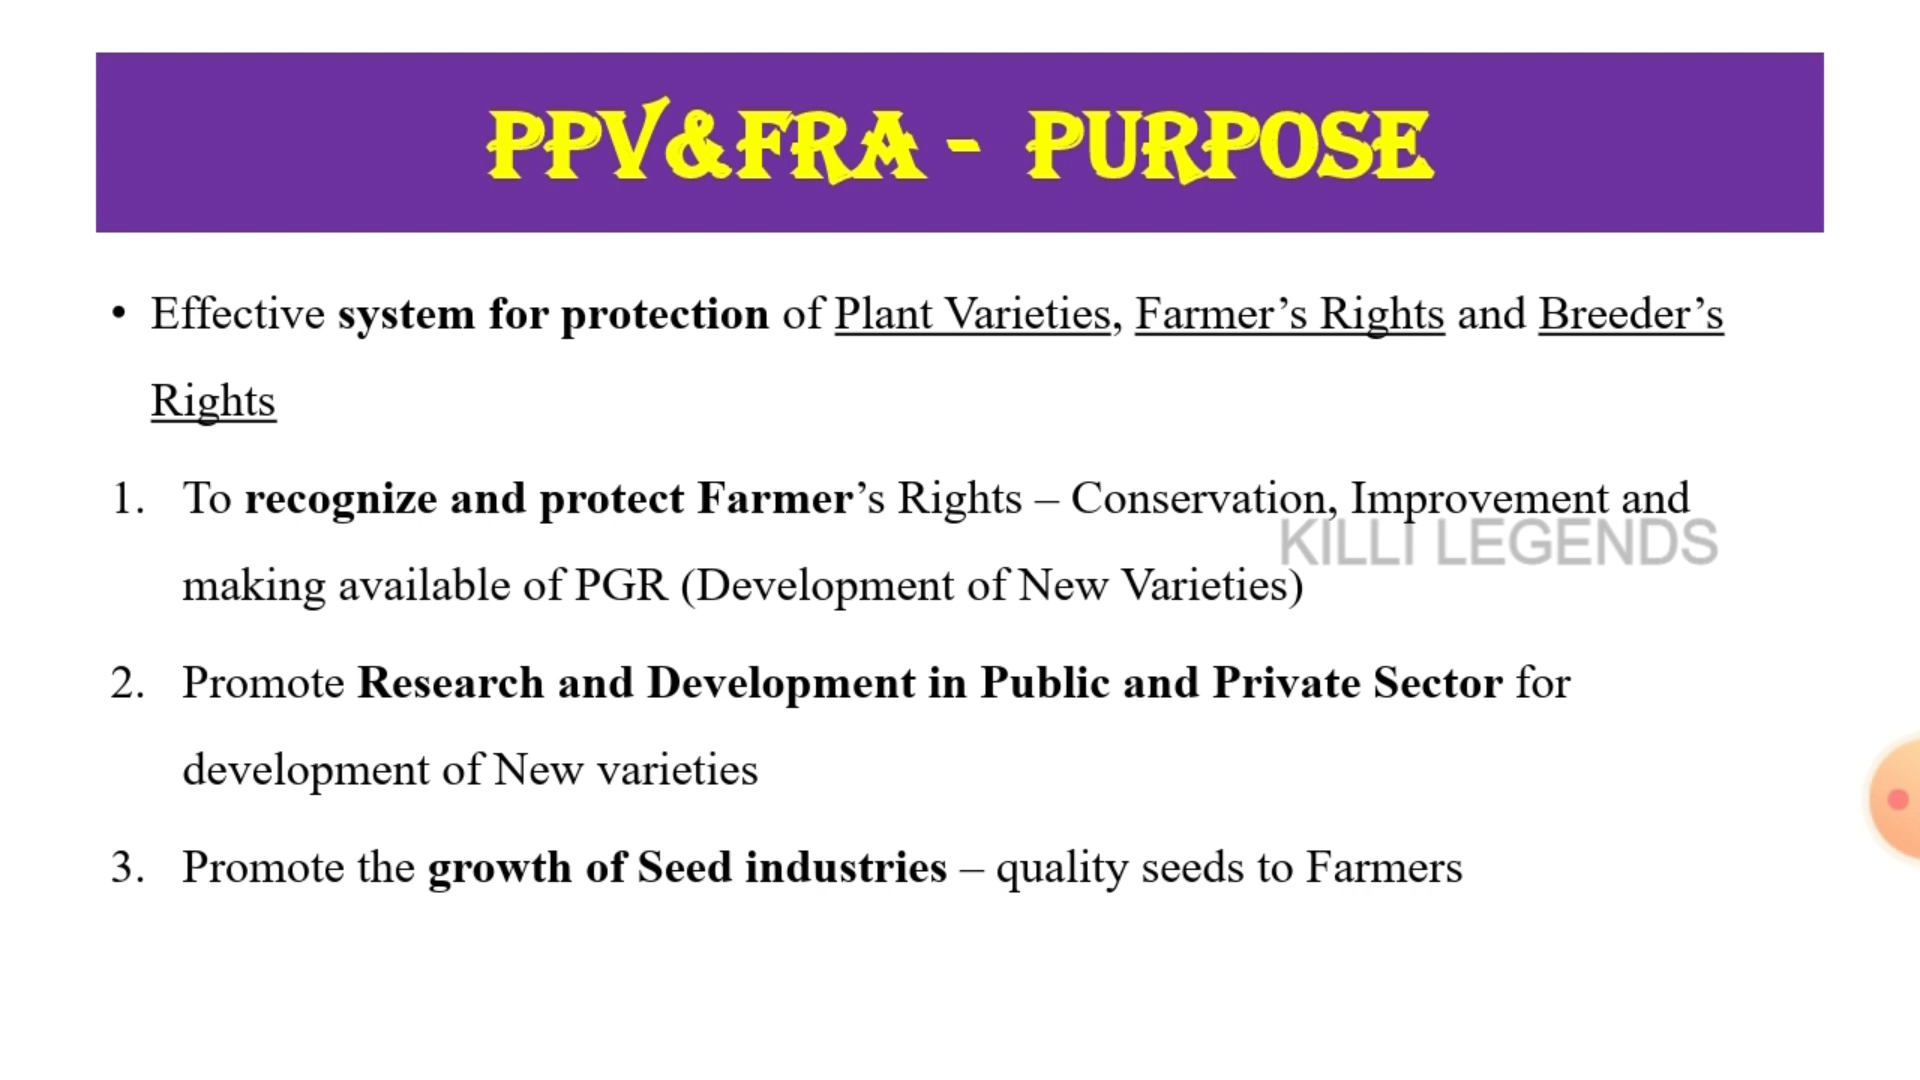 PPV&FRA - PURPOSE
• Effective system for protection of Plant Varieties, Farmer’s Rights and Breeder’s
Rights
1. To recognize and protect Farmer’s Rights – Conservation, Improvement and
KILLI LEGENDS
making available of PGR (Development of New Varieties)
2. Promote Research and Development in Public and Private Sector for
development of New varieties
3. Promote the growth of Seed industries – quality seeds to Farmers